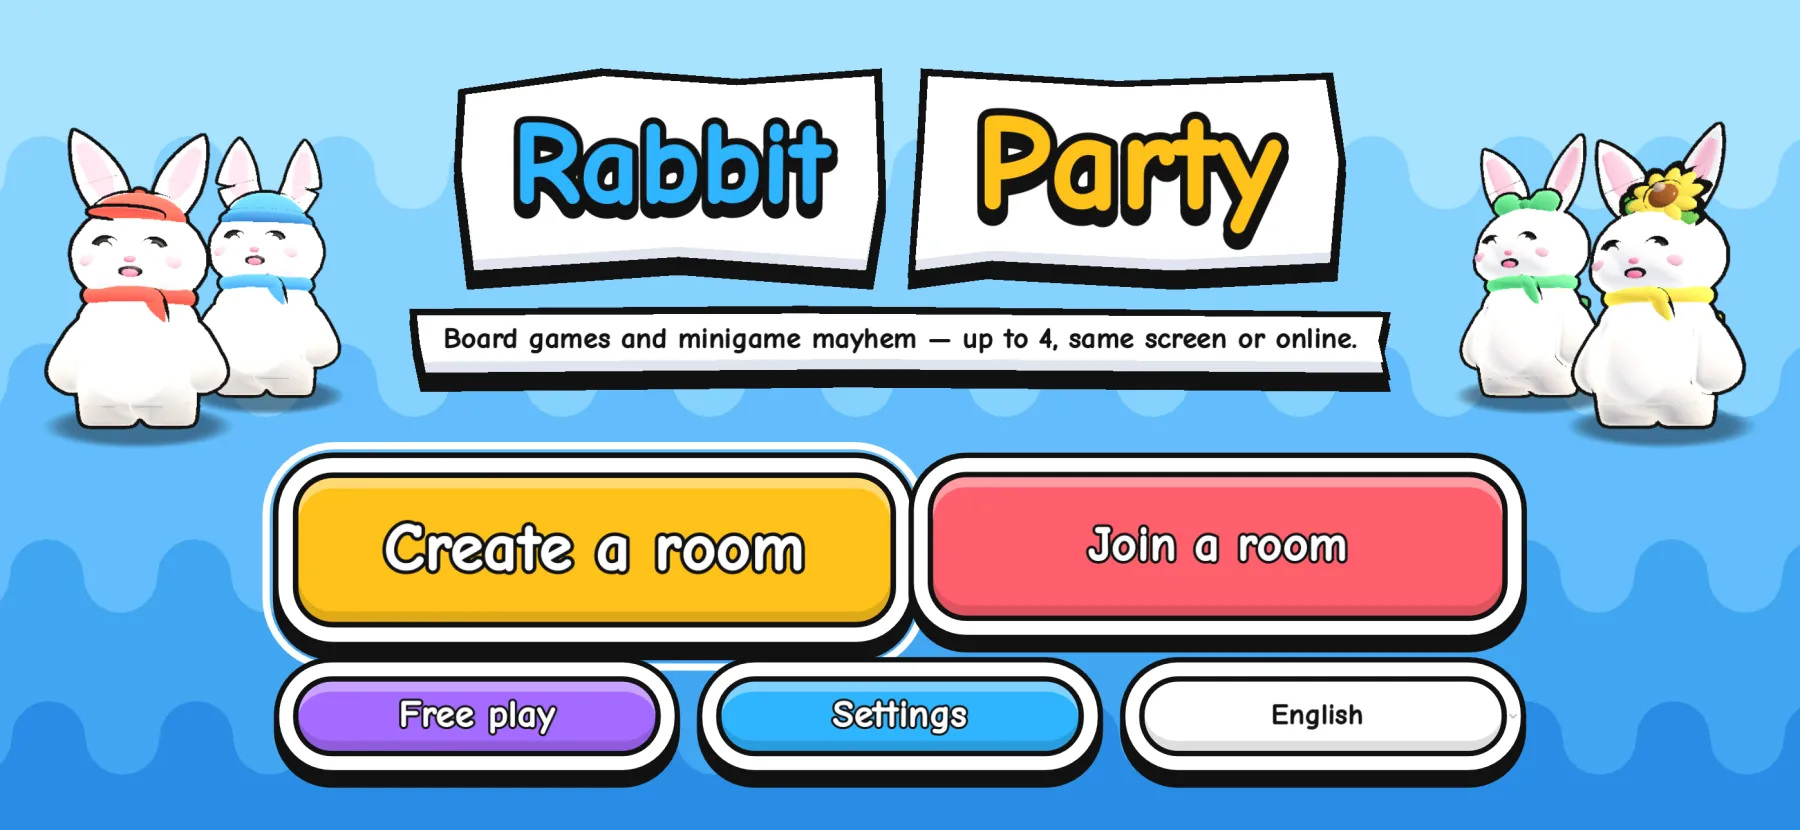 Rabbit Party
Board games and minigame mayhem — up to 4, same screen or online.
Create a room
Join a room
Free play
Settings
English